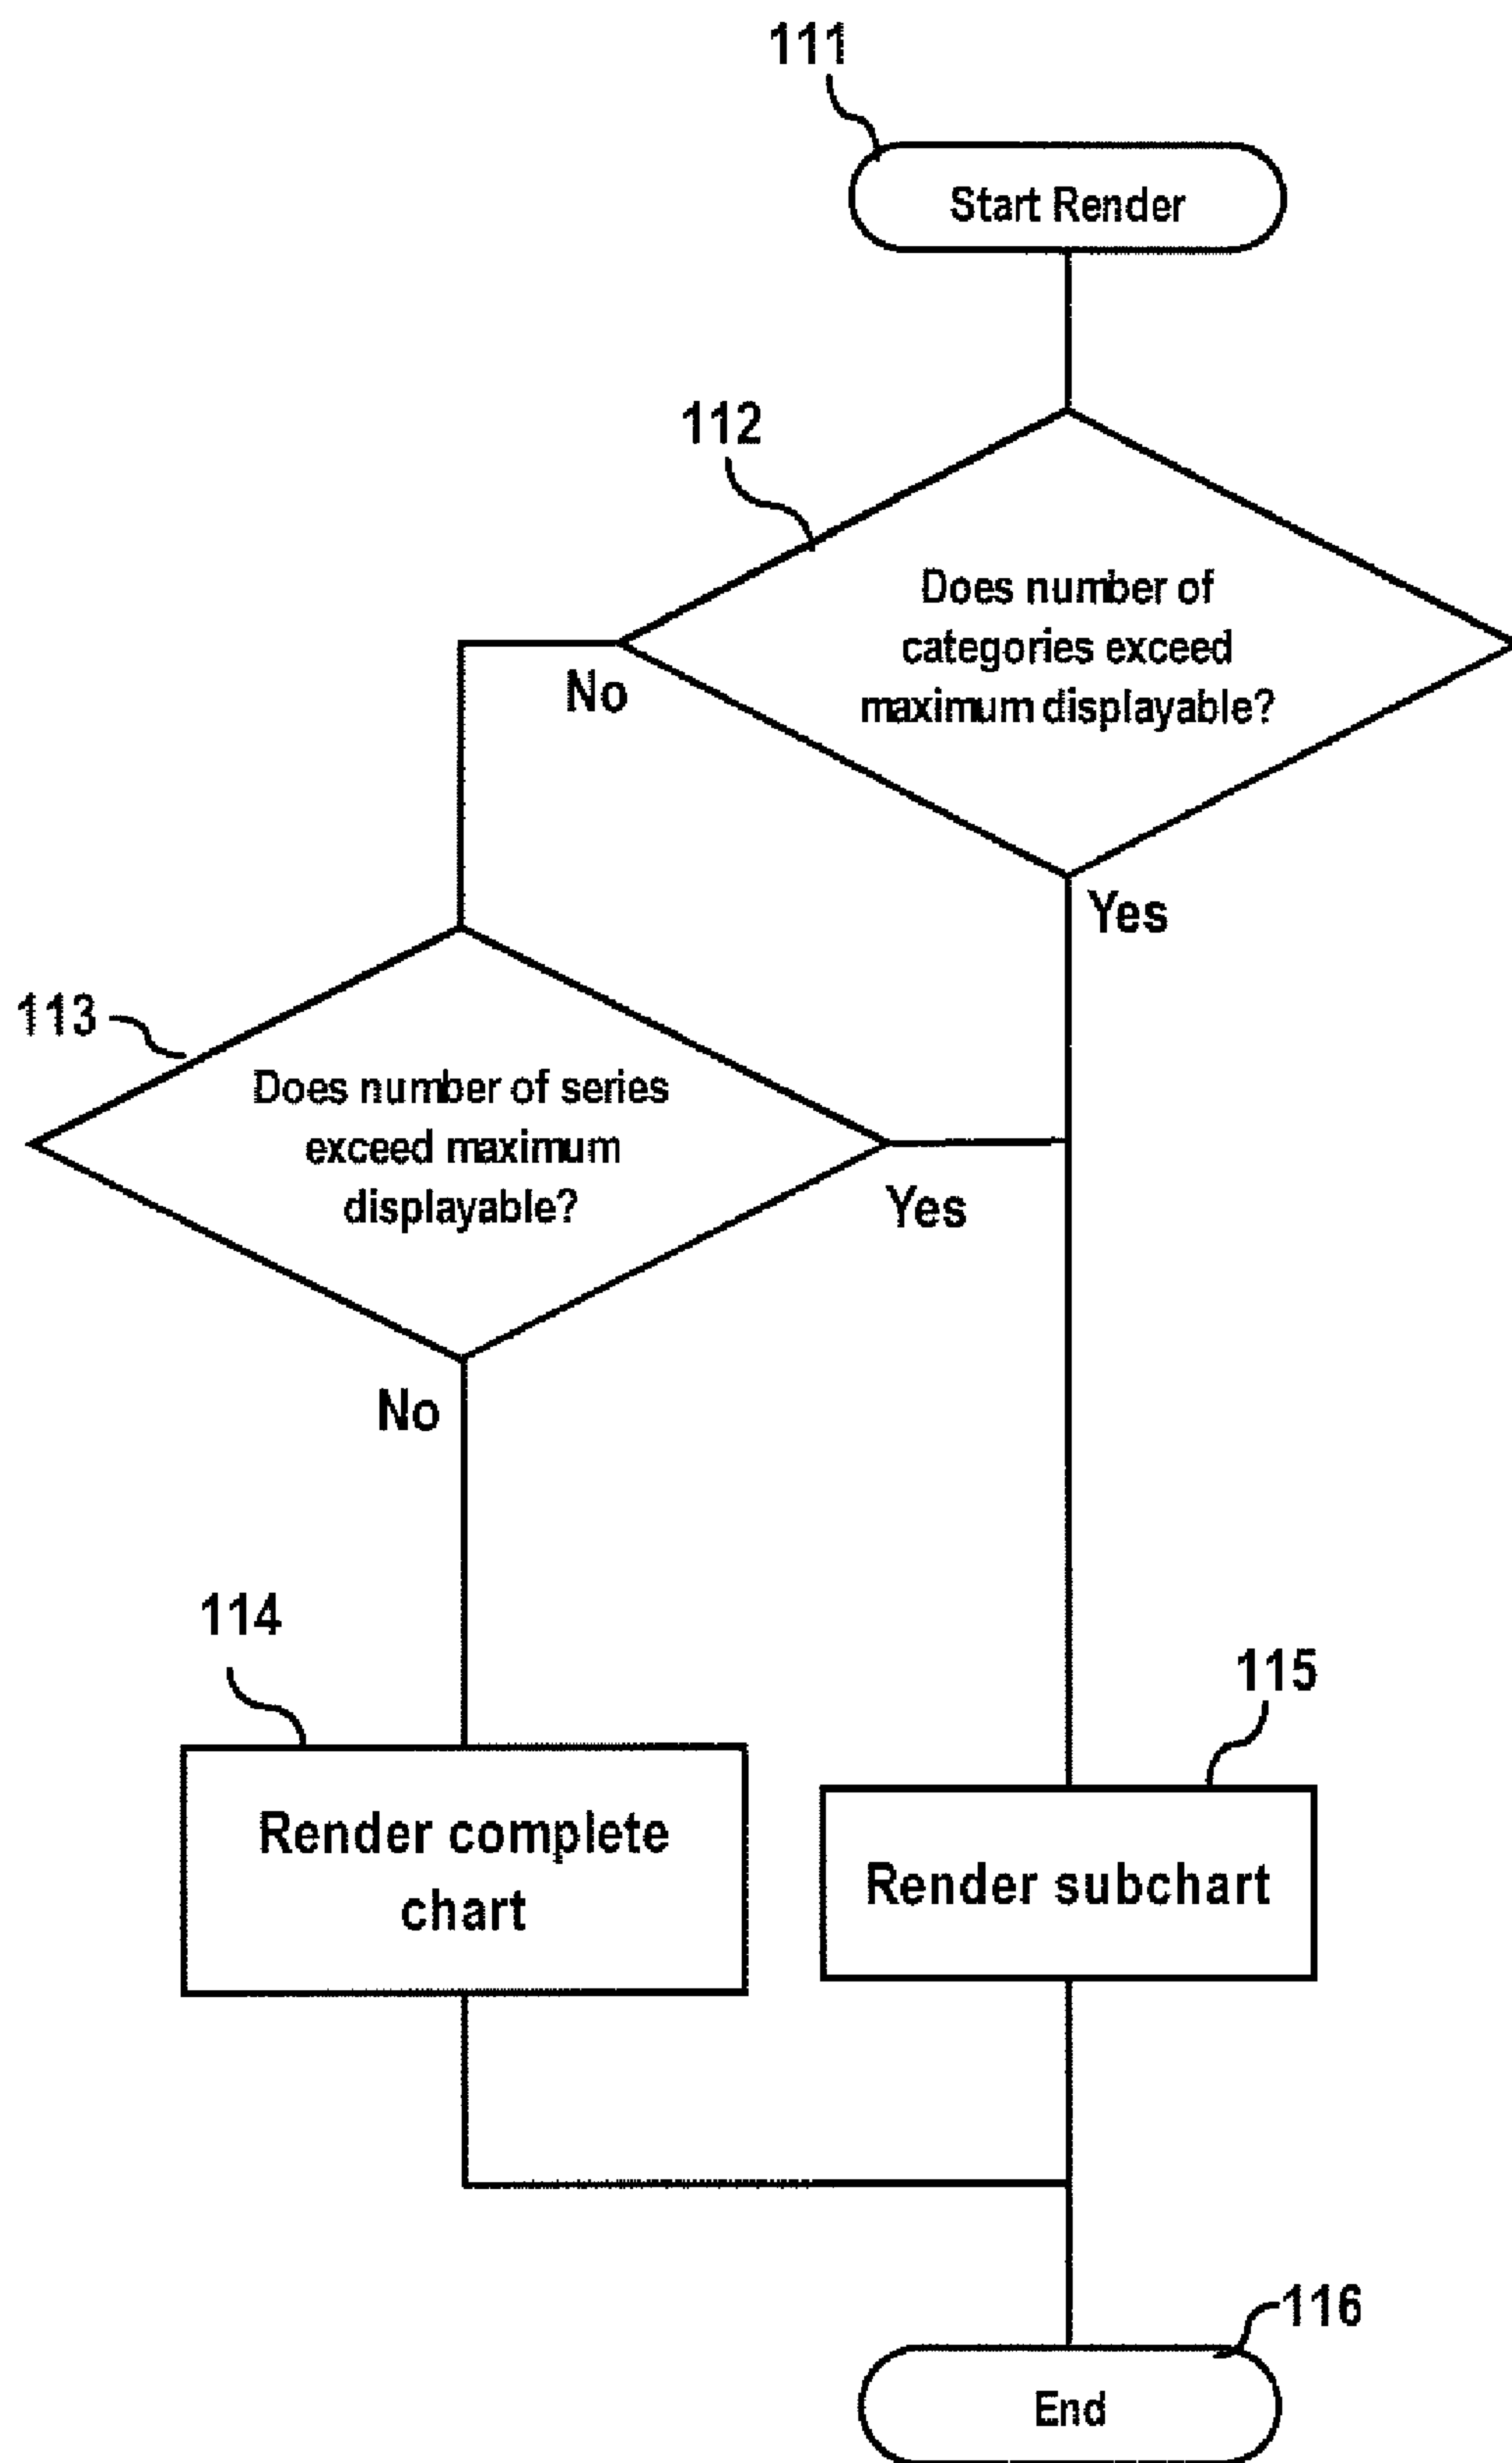 111
Start Render
112
Does number of
categories exceed
maximum displayable?
No
Yes
113
Does number of series
exceed maximum
displayable?
Yes
No
114
Render complete
chart
115
Render subchart
116
End